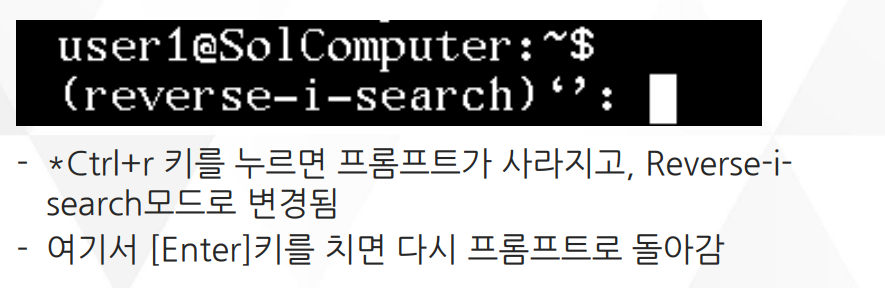 user1@SolComputer:~$
(reverse-i-search)‘’:
- *Ctrl+r 키를 누르면 프롬프트가 사라지고, Reverse-i-
search모드로 변경됨
- 여기서 [Enter]키를 치면 다시 프롬프트로 돌아감